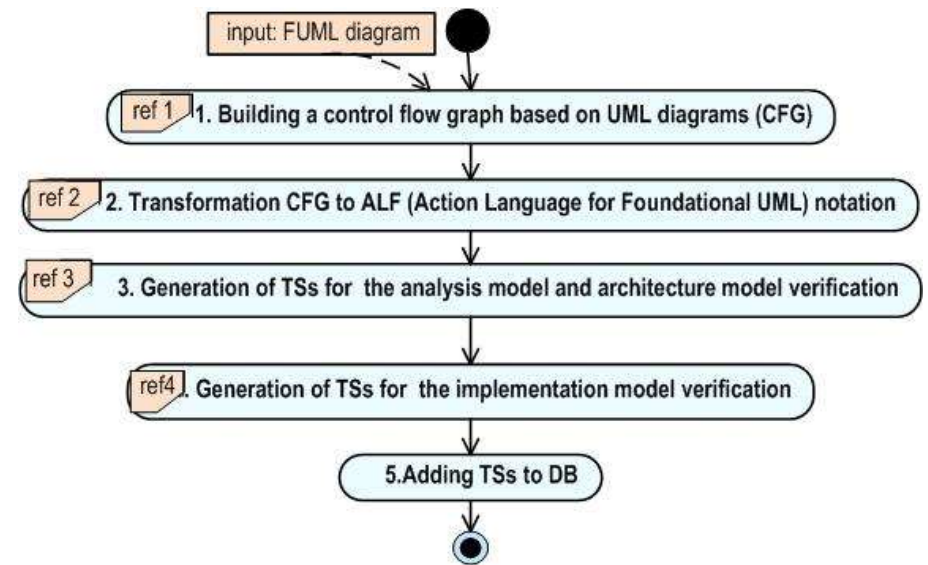 input: FUML diagram
ref 1
1. Building a control flow graph based on UML diagrams (CFG)
ref 2
2. Transformation CFG to ALF (Action Language for Foundational UML) notation
ref 3
3. Generation of TSs for the analysis model and architecture model verification
ref4
. Generation of TSs for the implementation model verification
5.Adding TSs to DB